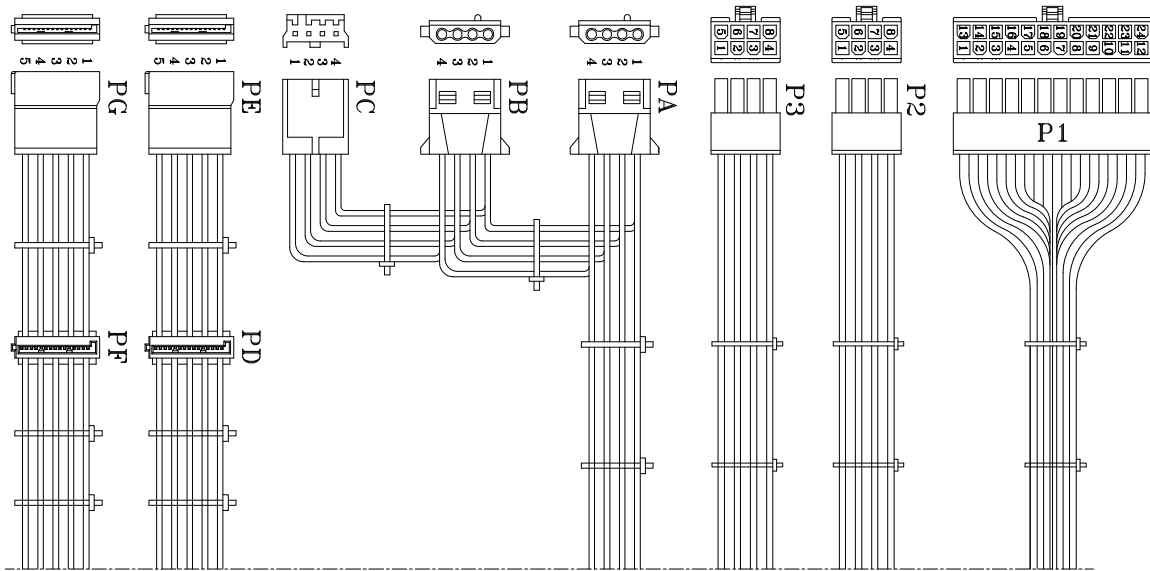 5 6 7 8
1 2 3 4
5 6 7 8
1 2 3 4
13 14 15 16 17 18 19 20 21 22 23 24
1 2 3 4 5 6 7 8 9 10 11 12
5 4 3 2 1
5 4 3 2 1
1 2 3 4
4 3 2 1
4 3 2 1
PG
PE
PC
PB
PA
P3
P2
P1
PF
PD